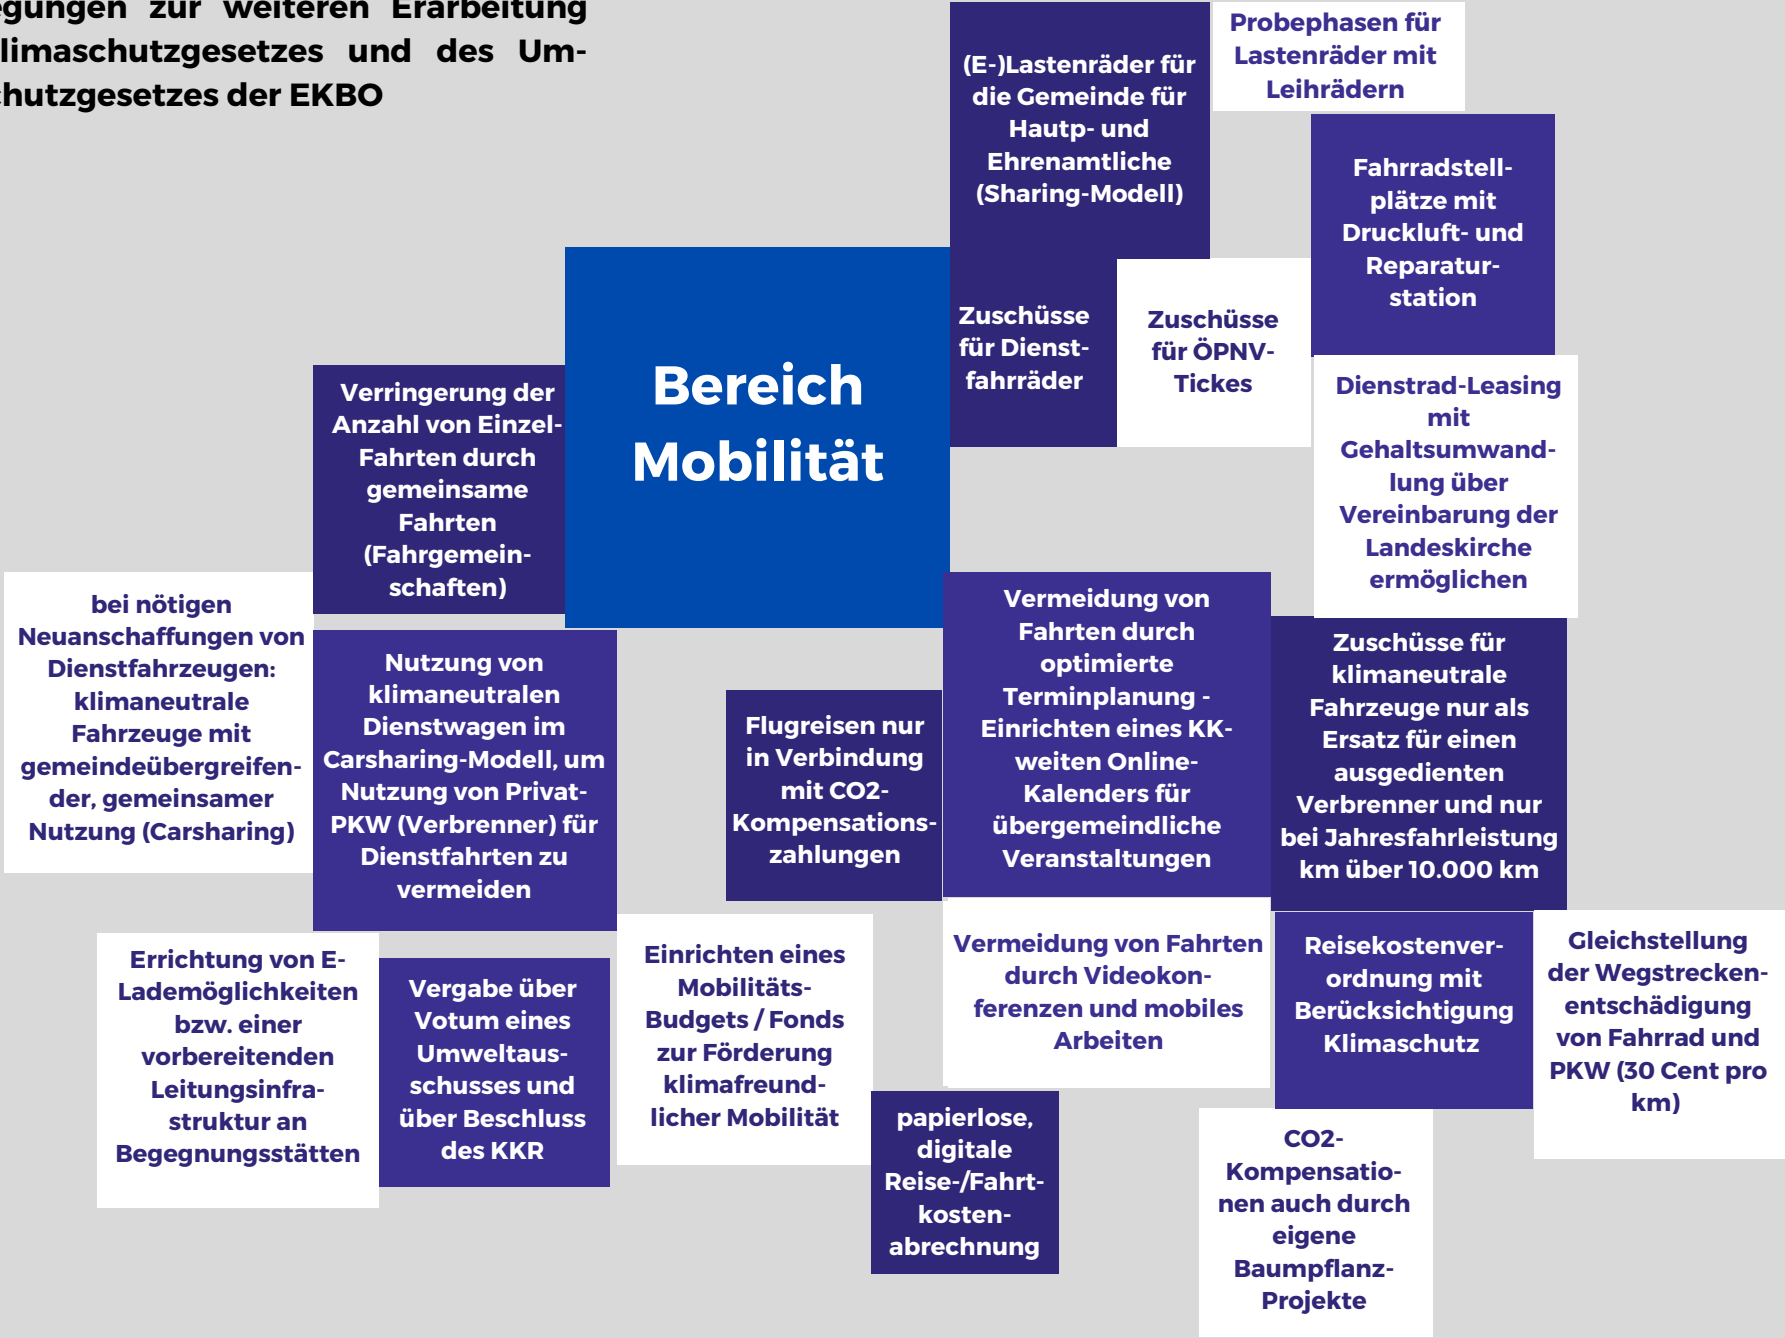 egungen zur weiteren Erarbeitung
limaschutzgesetzes und des Um-
chutzgesetzes der EKBO
(E-)Lastenräder für
die Gemeinde für
Hautp- und
Ehrenamtliche
(Sharing-Modell)
Probephasen für
Lastenräder mit
Leihrädern
Fahrradstell-
plätze mit
Druckluft- und
Reparatur-
station
Zuschüsse
für Dienst-
fahrräder
Zuschüsse
für ÖPNV-
Tickes
Bereich
Mobilität
Dienstrad-Leasing
mit
Gehaltsumwand-
lung über
Vereinbarung der
Landeskirche
ermöglichen
Verringerung der
Anzahl von Einzel-
Fahrten durch
gemeinsame
Fahrten
(Fahrgemein-
schaften)
bei nötigen
Neuanschaffungen von
Dienstfahrzeugen:
klimaneutrale
Fahrzeuge mit
gemeindeübergreifen-
der, gemeinsamer
Nutzung (Carsharing)
Nutzung von
klimaneutralen
Dienstwagen im
Carsharing-Modell, um
Nutzung von Privat-
PKW (Verbrenner) für
Dienstfahrten zu
vermeiden
Flugreisen nur
in Verbindung
mit CO2-
Kompensations-
zahlungen
Vermeidung von
Fahrten durch
optimierte
Terminplanung -
Einrichten eines KK-
weiten Online-
Kalenders für
übergemeindliche
Veranstaltungen
Zuschüsse für
klimaneutrale
Fahrzeuge nur als
Ersatz für einen
ausgedienten
Verbrenner und nur
bei Jahresfahrleistung
km über 10.000 km
Errichtung von E-
Lademöglichkeiten
bzw. einer
vorbereitenden
Leitungsinfra-
struktur an
Begegnungsstätten
Vergabe über
Votum eines
Umweltaus-
schusses und
über Beschluss
des KKR
Einrichten eines
Mobilitäts-
Budgets / Fonds
zur Förderung
klimafreund-
licher Mobilität
Vermeidung von Fahrten
durch Videokon-
ferenzen und mobiles
Arbeiten
Reisekostenver-
ordnung mit
Berücksichtigung
Klimaschutz
Gleichstellung
der Wegstrecken-
entschädigung
von Fahrrad und
PKW (30 Cent pro
km)
papierlose,
digitale
Reise-/Fahrt-
kosten-
abrechnung
CO2-
Kompensatio-
nen auch durch
eigene
Baumpflanz-
Projekte